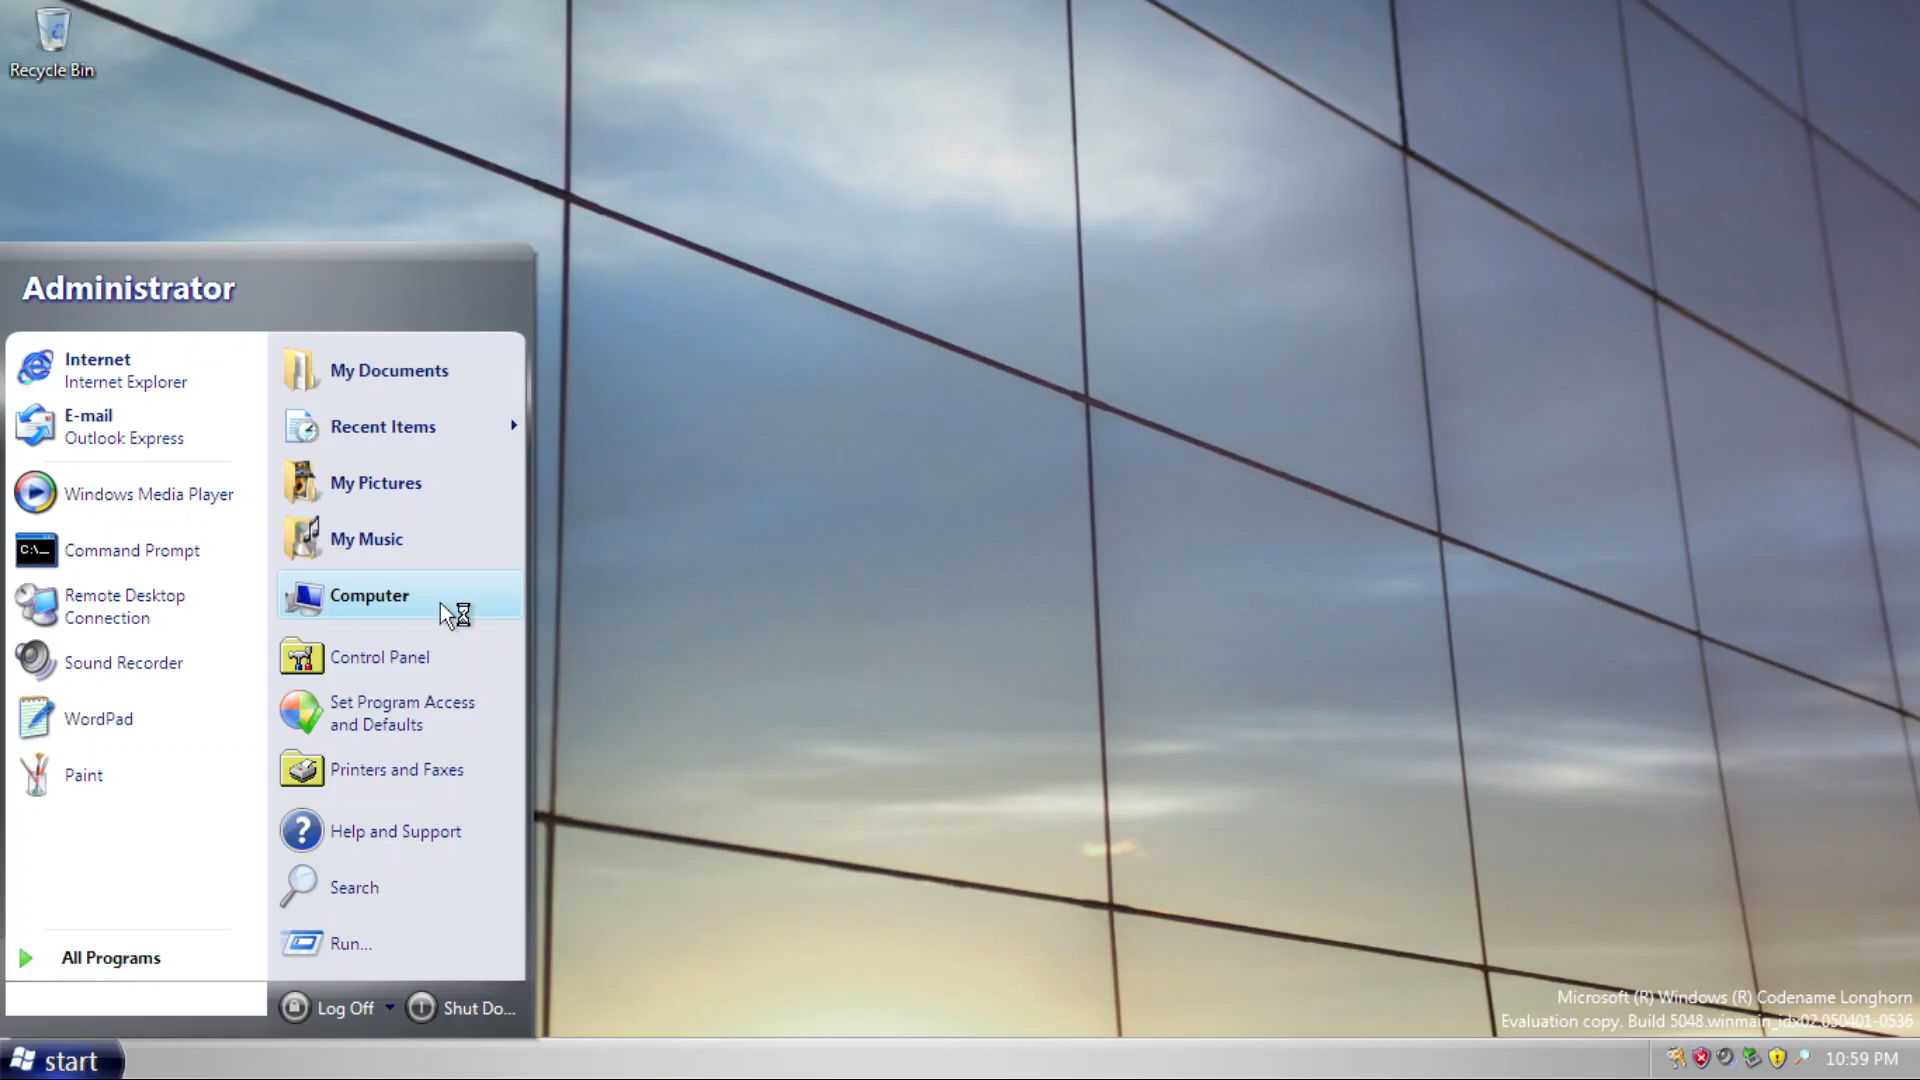 Recycle Bin
Administrator
Internet
Internet Explorer
E-mail
Outlook Express
Windows Media Player
C:\_
Command Prompt
Remote Desktop
Connection
Sound Recorder
WordPad
Paint
All Programs
My Documents
Recent Items
My Pictures
My Music
Computer
Control Panel
Set Program Access
and Defaults
Printers and Faxes
Help and Support
Search
Run...
Log Off
Shut Do...
Microsoft (R) Windows (R) Codename Longhorn
Evaluation copy. Build 5048.winmain_idx02.050401-0536
start
10:59 PM